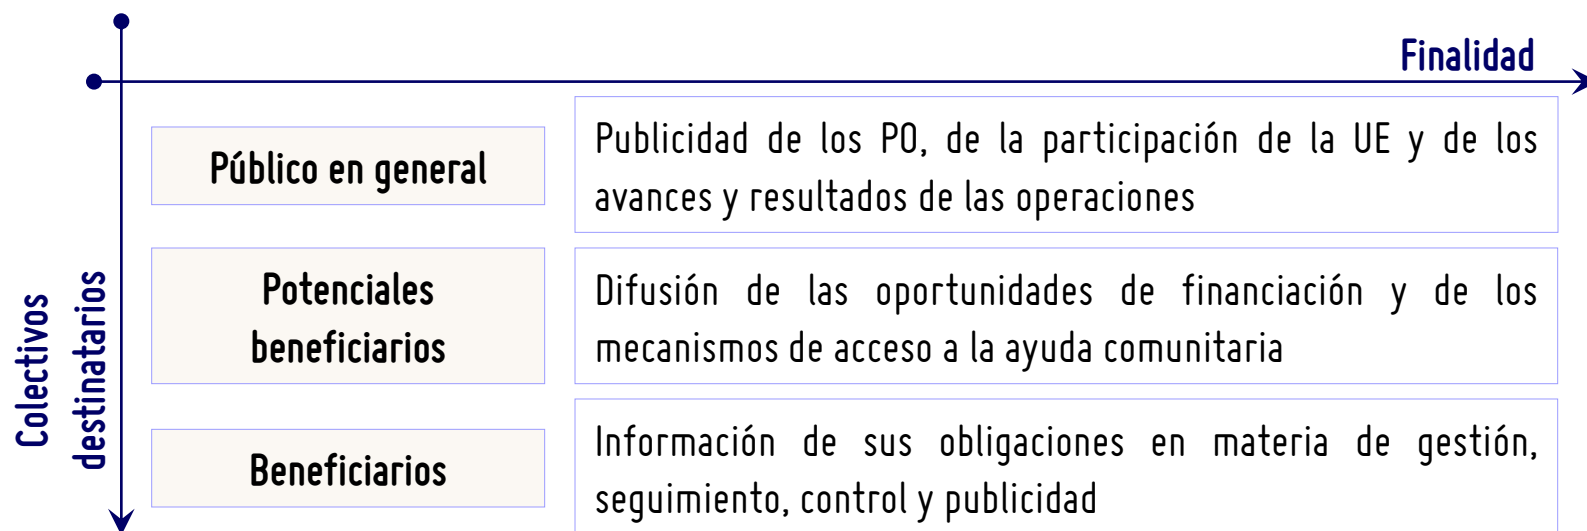 Finalidad
Colectivos
destinatarios
Público en general
Publicidad de los PO, de la participación de la UE y de los
avances y resultados de las operaciones
Potenciales
beneficiarios
Difusión de las oportunidades de financiación y de los
mecanismos de acceso a la ayuda comunitaria
Beneficiarios
Información de sus obligaciones en materia de gestión,
seguimiento, control y publicidad